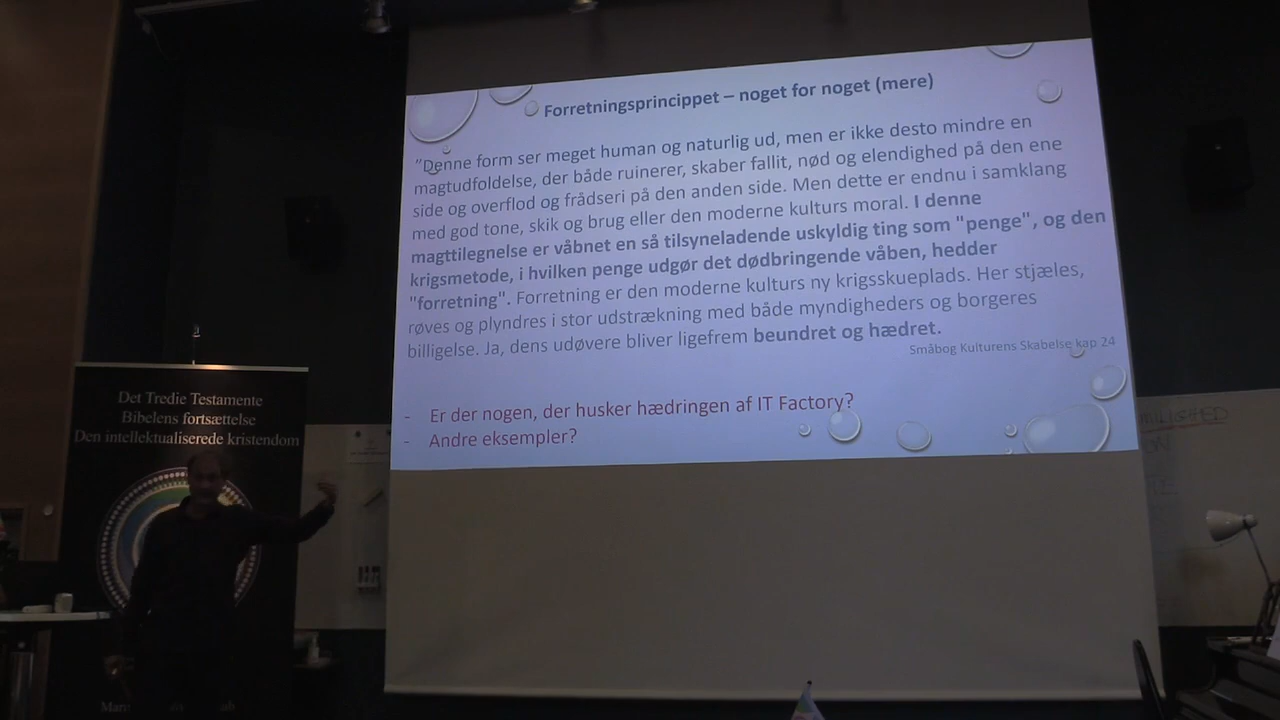 Forretningsprincippet – noget for noget (mere)
"Denne form ser meget human og naturlig ud, men er ikke desto mindre en
magtudfoldelse, der både ruinerer, skaber fallit, nød og elendighed på den ene
side og overflod og frådseri på den anden side. Men dette er endnu i samklang
med god tone, skik og brug eller den moderne kulturs moral. I denne
magttilegnelse er våbnet en så tilsyneladende uskyldig ting som "penge", og den
krigsmetode, i hvilken penge udgør det dødbringende våben, hedder
"forretning". Forretning er den moderne kulturs ny krigsskueplads. Her stjæles,
røves og plyndres i stor udstrækning med både myndigheders og borgeres
billigelse. Ja, dens udøvere bliver ligefrem beundret og hædret.
Småbog Kulturens Skabelse kap 24
- Er der nogen, der husker hædringen af IT Factory?
- Andre eksempler?
Det Tredie Testamente
Bibelens fortsættelse
Den intellektualiserede kristendom